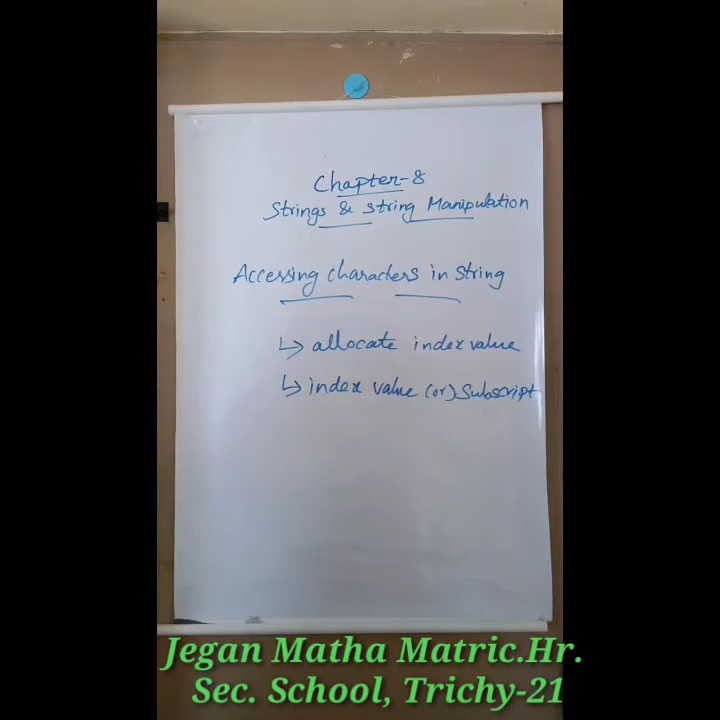 Chapter-8
Strings & string Manipulation
Accessing characters in string
↳ allocate index value
↳ index value (or) Subscript
Jegan Matha Matric.Hr.
Sec. School, Trichy-21